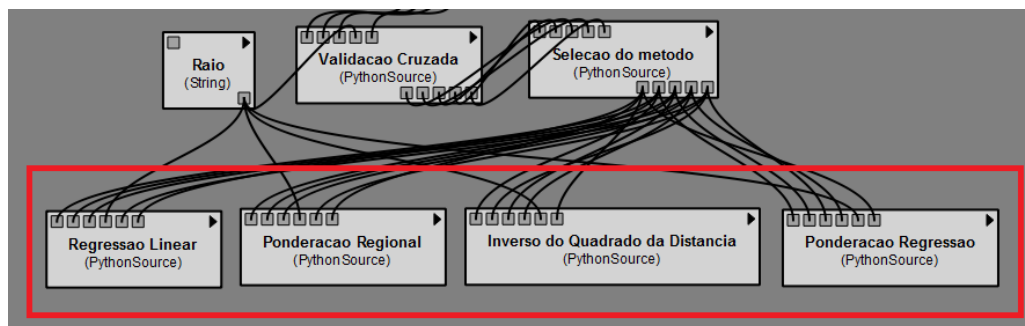 Raio
(String)
Validacao Cruzada
(PythonSource)
Selecao do metodo
(PythonSource)
Regressao Linear
(PythonSource)
Ponderacao Regional
(PythonSource)
Inverso do Quadrado da Distancia
(PythonSource)
Ponderacao Regressao
(PythonSource)